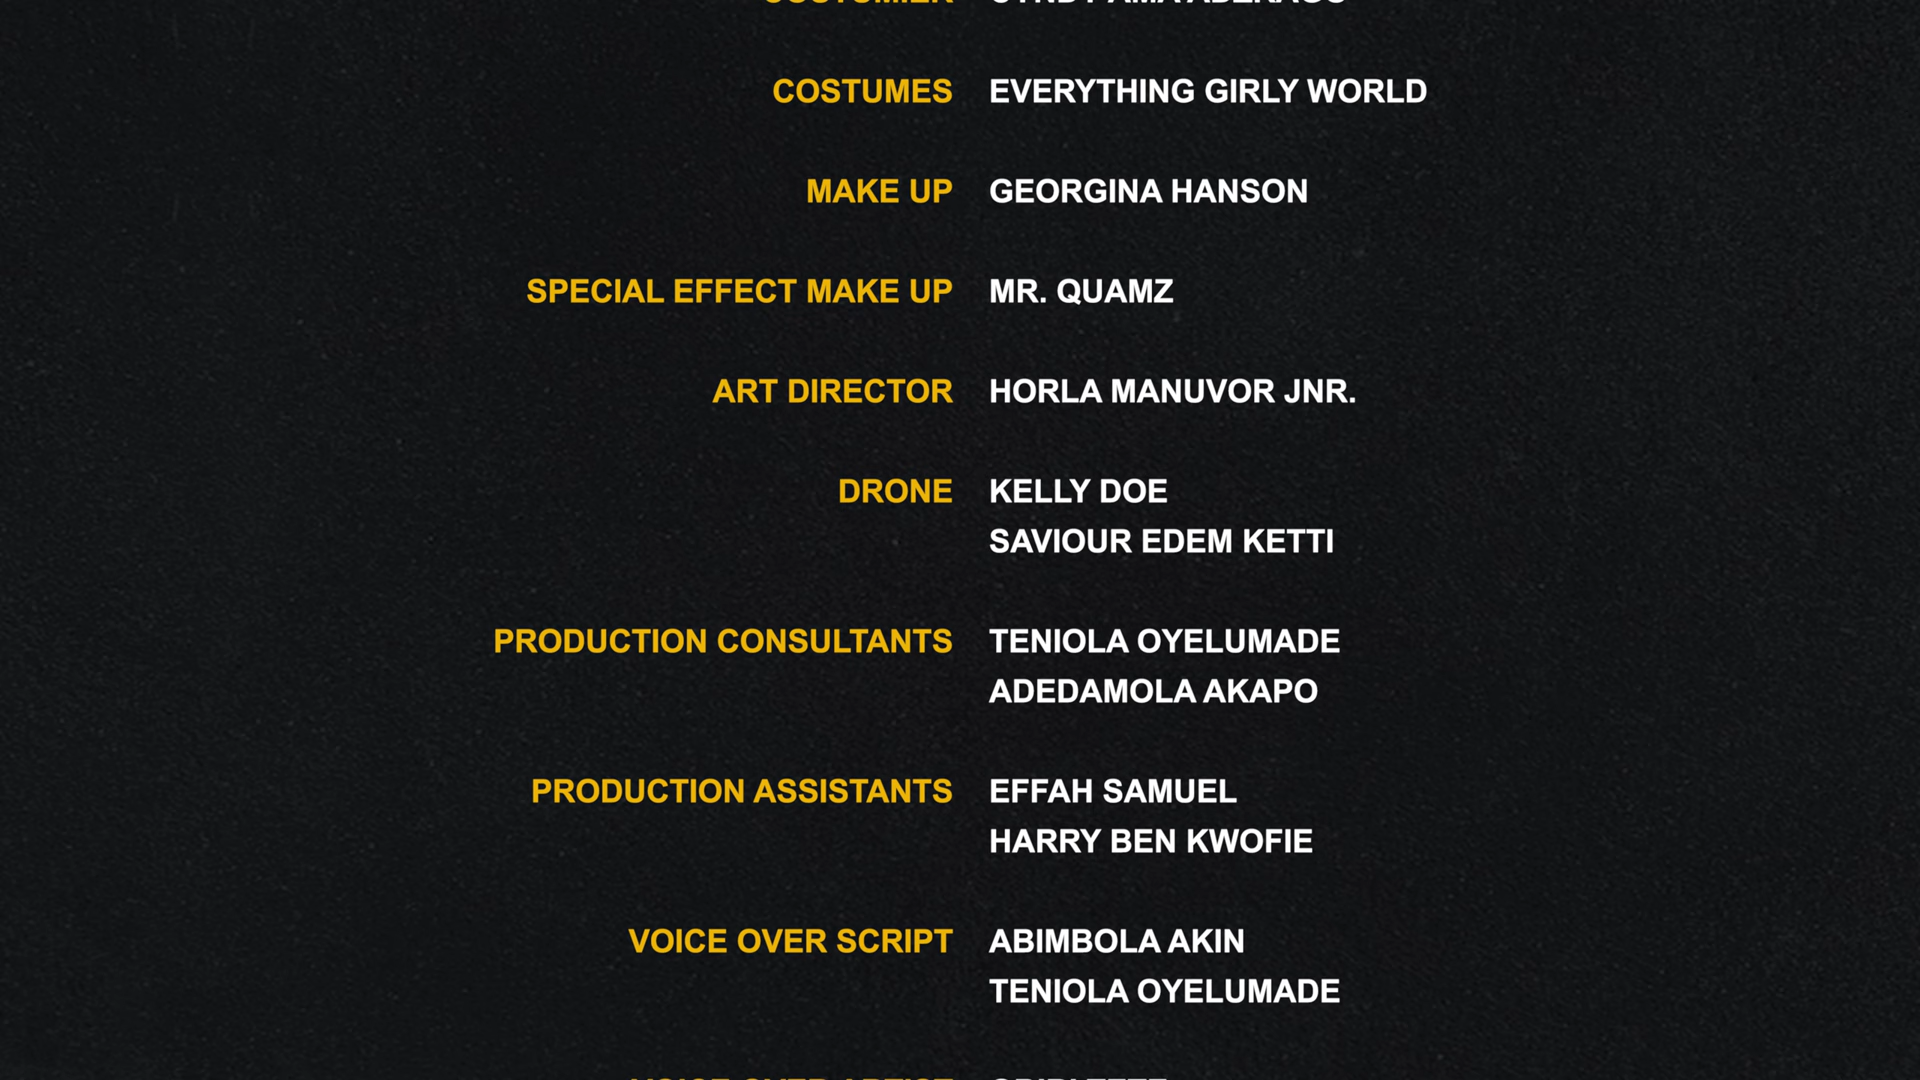 COSTUMES EVERYTHING GIRLY WORLD
MAKE UP GEORGINA HANSON
SPECIAL EFFECT MAKE UP MR. QUAMZ
ART DIRECTOR HORLA MANUVOR JNR.
DRONE KELLY DOE
SAVIOUR EDEM KETTI
PRODUCTION CONSULTANTS TENIOLA OYELUMADE
ADEDAMOLA AKAPO
PRODUCTION ASSISTANTS EFFAH SAMUEL
HARRY BEN KWOFIE
VOICE OVER SCRIPT ABIMBOLA AKIN
TENIOLA OYELUMADE